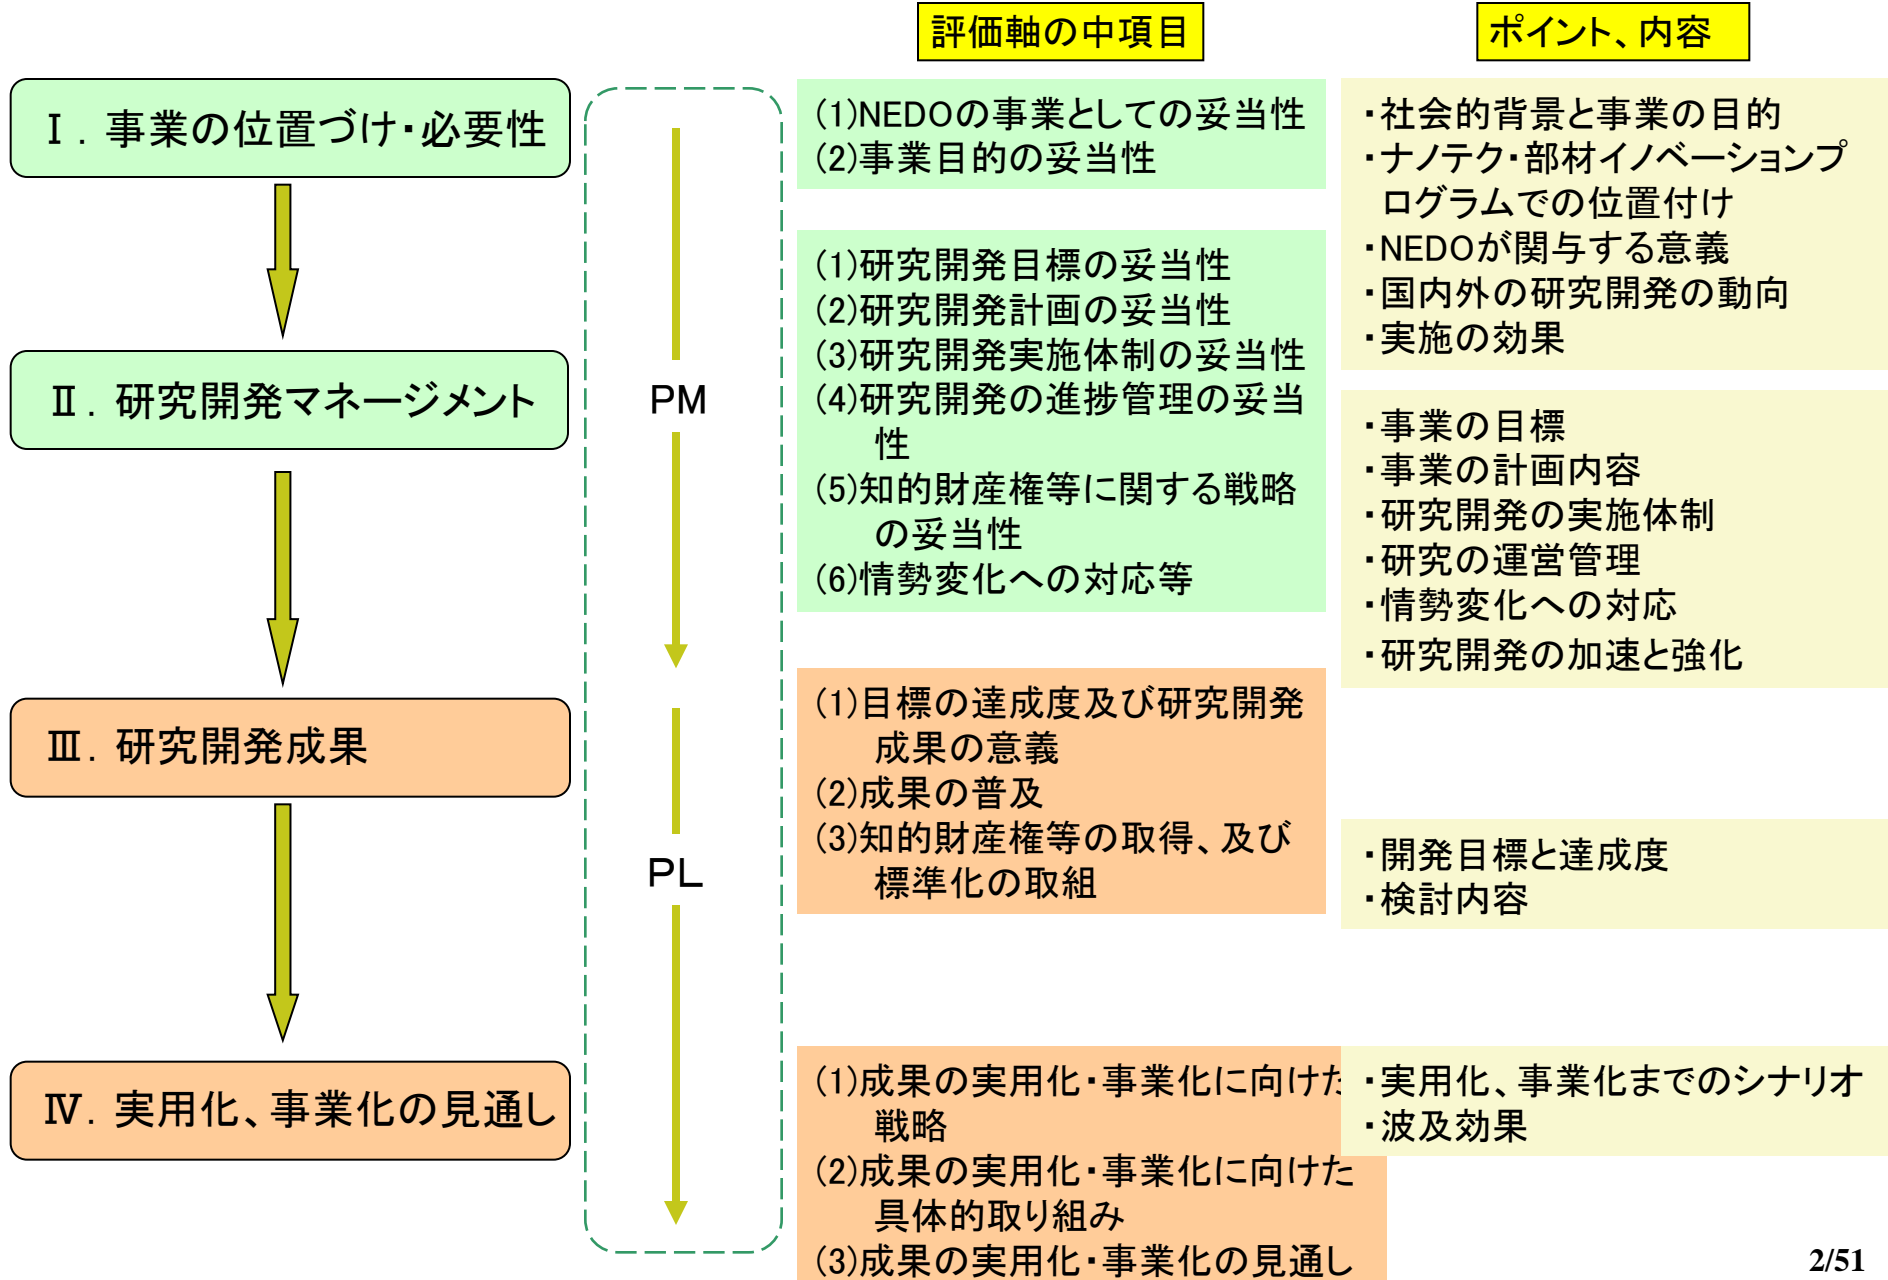 評価軸の中項目
ポイント、内容
Ⅰ．事業の位置づけ・必要性
(1)NEDOの事業としての妥当性
(2)事業目的の妥当性
・社会的背景と事業の目的
・ナノテク・部材イノベーションプ
ログラムでの位置付け
・NEDOが関与する意義
・国内外の研究開発の動向
・実施の効果
Ⅱ．研究開発マネージメント
PM
(1)研究開発目標の妥当性
(2)研究開発計画の妥当性
(3)研究開発実施体制の妥当性
(4)研究開発の進捗管理の妥当
性
(5)知的財産権等に関する戦略
の妥当性
(6)情勢変化への対応等
・事業の目標
・事業の計画内容
・研究開発の実施体制
・研究の運営管理
・情勢変化への対応
・研究開発の加速と強化
Ⅲ．研究開発成果
PL
(1)目標の達成度及び研究開発
成果の意義
(2)成果の普及
(3)知的財産権等の取得、及び
標準化の取組
・開発目標と達成度
・検討内容
Ⅳ．実用化、事業化の見通し
(1)成果の実用化・事業化に向けた
戦略
(2)成果の実用化・事業化に向けた
具体的取り組み
(3)成果の実用化・事業化の見通し
・実用化、事業化までのシナリオ
・波及効果
2/51